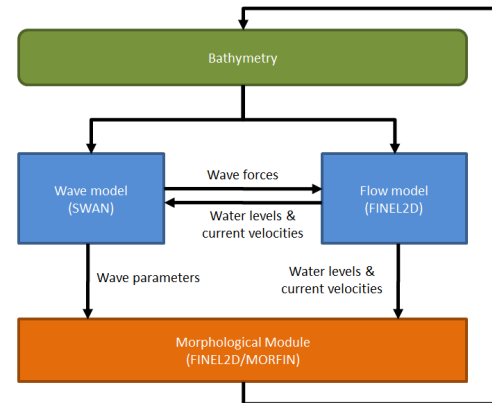 Bathymetry
Wave model
(SWAN)
Wave forces
Water levels &
current velocities
Flow model
(FINEL2D)
Wave parameters
Water levels &
current velocities
Morphological Module
(FINEL2D/MORFIN)